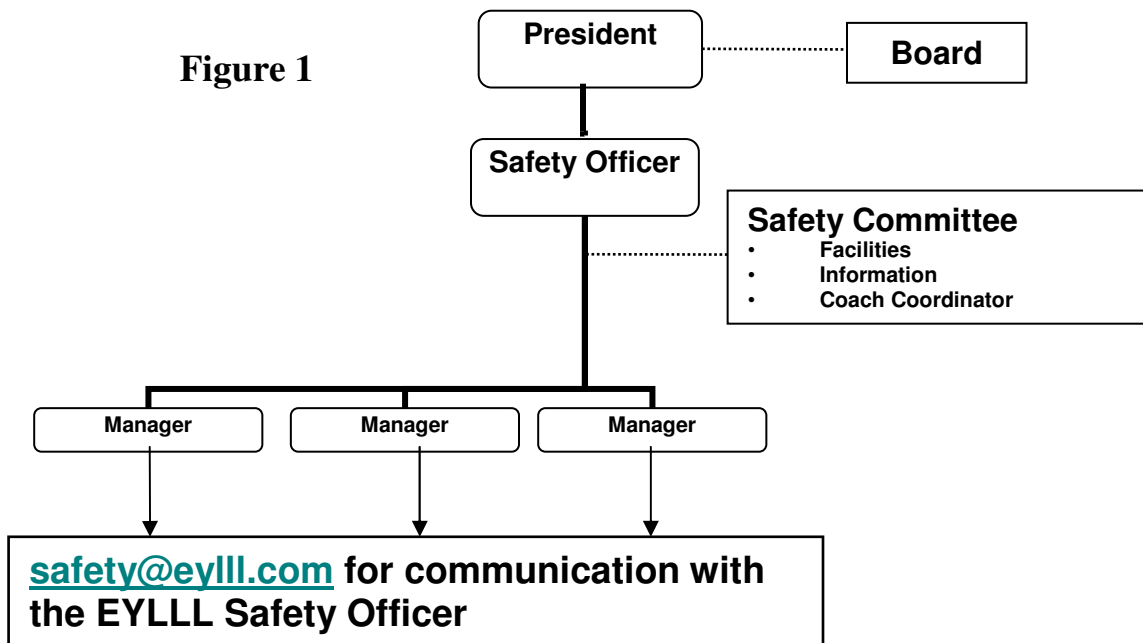 President
Board
Figure 1
Safety Officer
Safety Committee
• Facilities
• Information
• Coach Coordinator
Manager
Manager
Manager
safety@eylll.com for communication with
the EYLLL Safety Officer